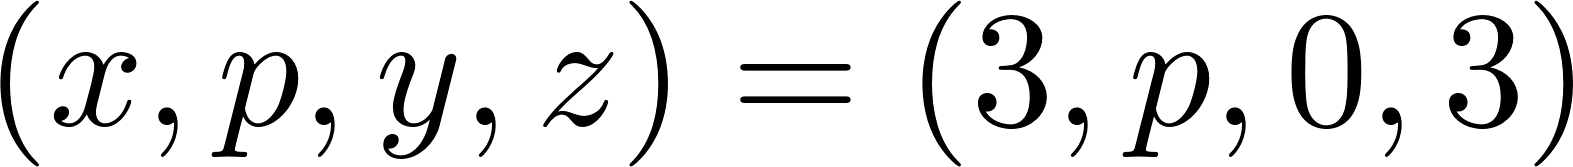 (x, p, y, z) = (3, p, 0, 3)